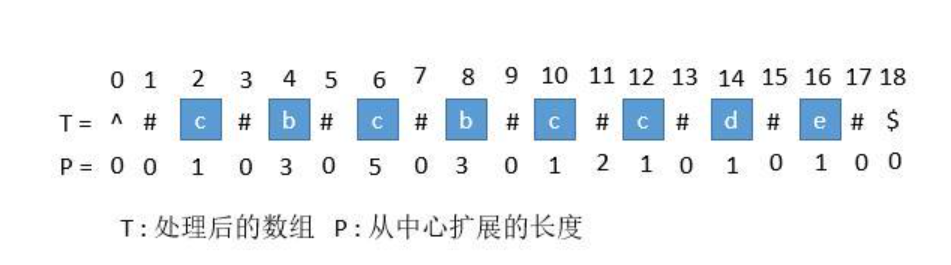 0 1 2 3 4 5 6 7 8 9 10 11 12 13 14 15 16 17 18
T = ^ # c # b # c # b # c # c # d # e # $
P = 0 0 1 0 3 0 5 0 3 0 1 2 1 0 1 0 1 0 0
T : 处理后的数组 P : 从中心扩展的长度